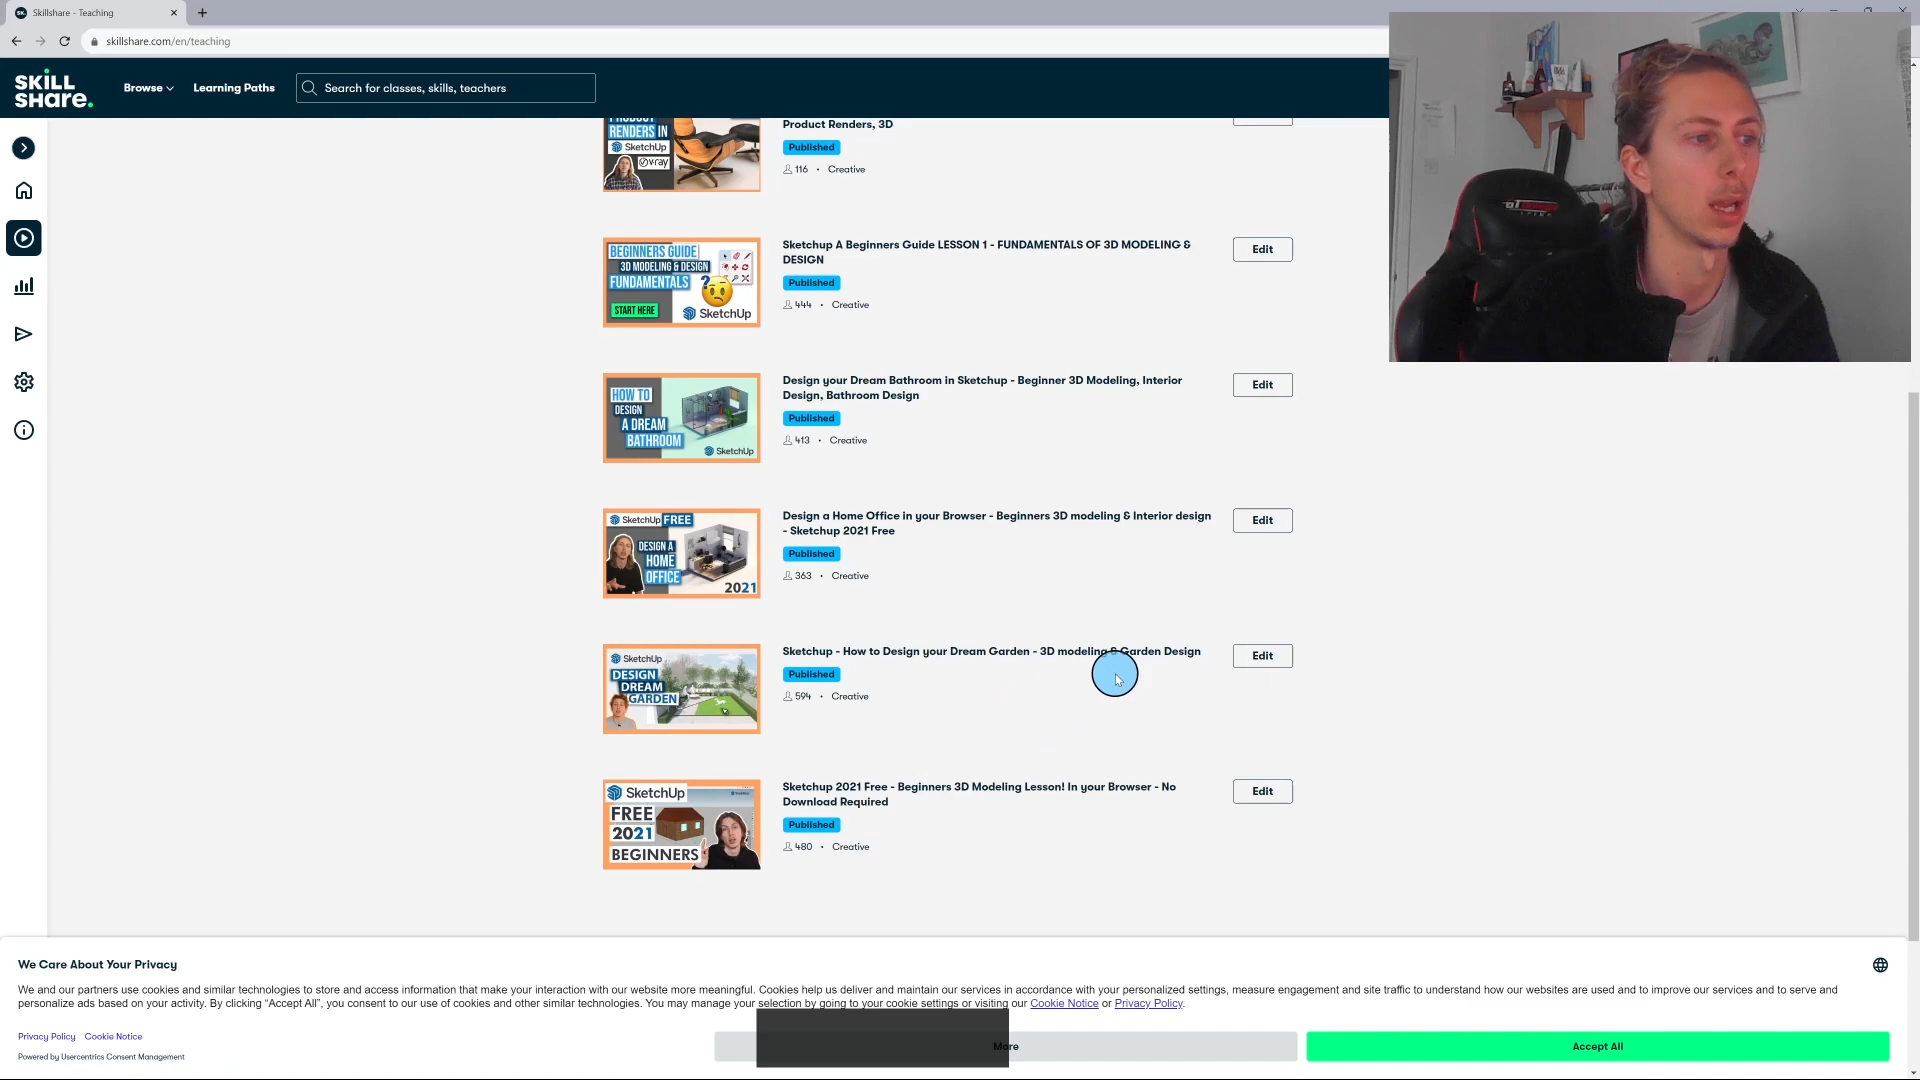 Skillshare - Teaching
skillshare.com/en/teaching
SKILL
SHARE.
Browse
Learning Paths
Search for classes, skills, teachers
PRODUCT
RENDERS IN
SketchUp
v-ray
Product Renders, 3D
Published
116 • Creative
BEGINNERS GUIDE
3D MODELING & DESIGN
FUNDAMENTALS ?
START HERE
SketchUp
Sketchup A Beginners Guide LESSON 1 - FUNDAMENTALS OF 3D MODELING &
DESIGN
Published
444 • Creative
Edit
HOW TO
DESIGN
A DREAM
BATHROOM
SketchUp
Design your Dream Bathroom in Sketchup - Beginner 3D Modeling, Interior
Design, Bathroom Design
Published
413 • Creative
Edit
SketchUp FREE
DESIGN A
HOME
OFFICE
2021
Design a Home Office in your Browser - Beginners 3D modeling & Interior design
- Sketchup 2021 Free
Published
363 • Creative
Edit
SketchUp
DESIGN
DREAM
GARDEN
Sketchup - How to Design your Dream Garden - 3D modeling & Garden Design
Published
594 • Creative
Edit
SketchUp
FREE
2021
BEGINNERS
Sketchup 2021 Free - Beginners 3D Modeling Lesson! In your Browser - No
Download Required
Published
480 • Creative
Edit
We Care About Your Privacy
We and our partners use cookies and similar technologies to store and access information that make your interaction with our website more meaningful. Cookies help us deliver and maintain our services in accordance with your personalized settings, measure engagement and site traffic to understand how our websites are used and to improve our services and to serve and
personalize ads based on your activity. By clicking “Accept All”, you consent to our use of cookies and other similar technologies. You may manage your selection by going to your cookie settings or visiting our Cookie Notice or Privacy Policy.
Privacy Policy Cookie Notice
Powered by Usercentrics Consent Management
More
Accept All